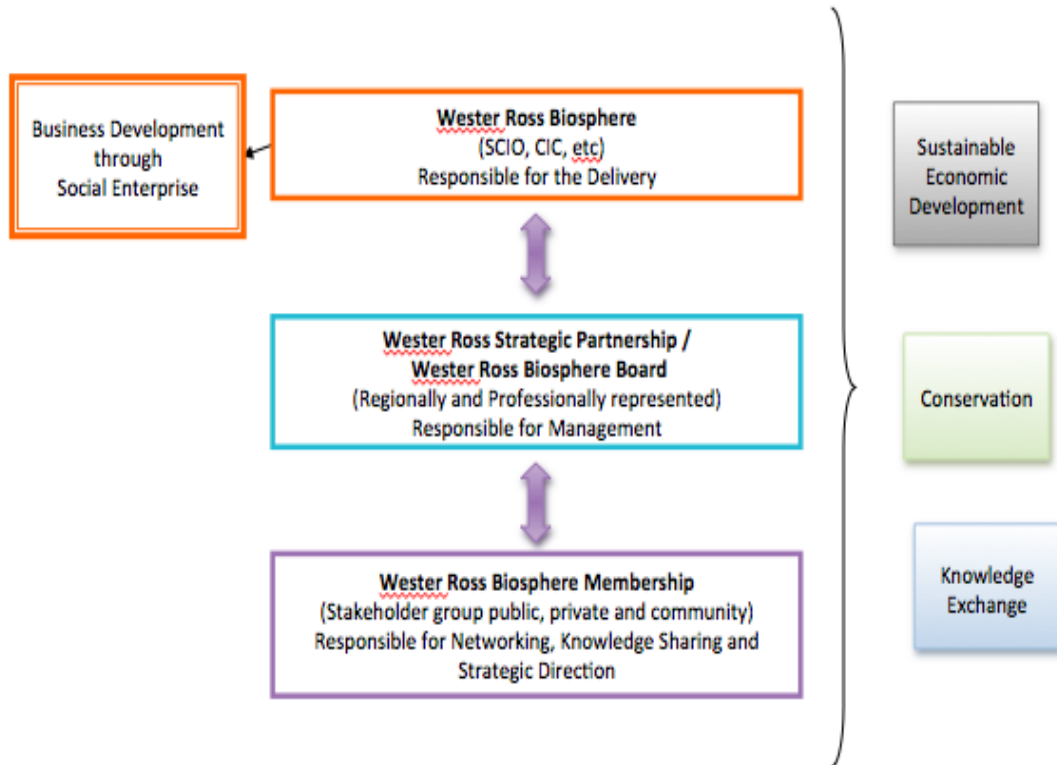 Business Development
through
Social Enterprise
Wester Ross Biosphere
(SCIO, CIC, etc)
Responsible for the Delivery
Wester Ross Strategic Partnership /
Wester Ross Biosphere Board
(Regionally and Professionally represented)
Responsible for Management
Wester Ross Biosphere Membership
(Stakeholder group public, private and community)
Responsible for Networking, Knowledge Sharing and
Strategic Direction
Sustainable
Economic
Development
Conservation
Knowledge
Exchange